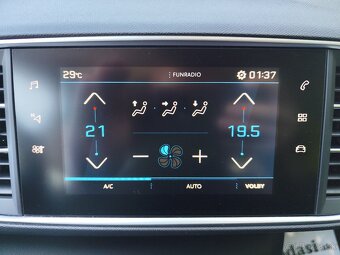 29°C FUNRADIO 01:37
21 19.5
A/C AUTO VOLBY